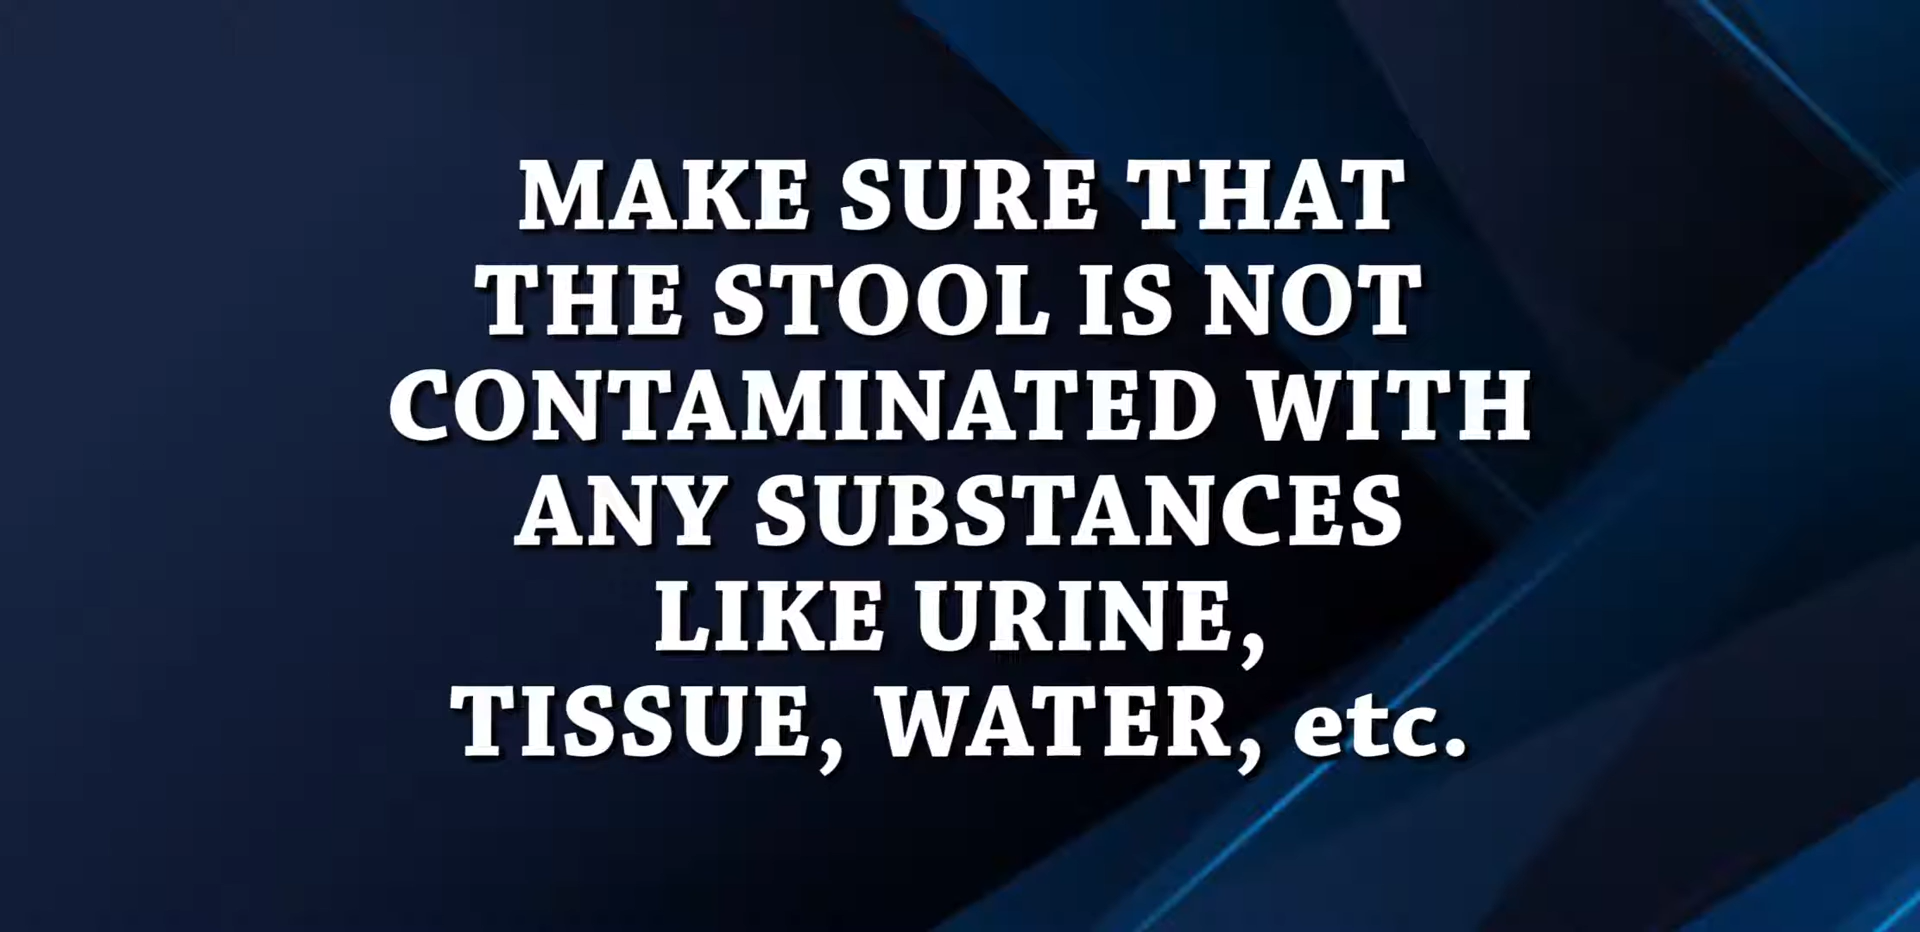 MAKE SURE THAT
THE STOOL IS NOT
CONTAMINATED WITH
ANY SUBSTANCES
LIKE URINE,
TISSUE, WATER, etc.